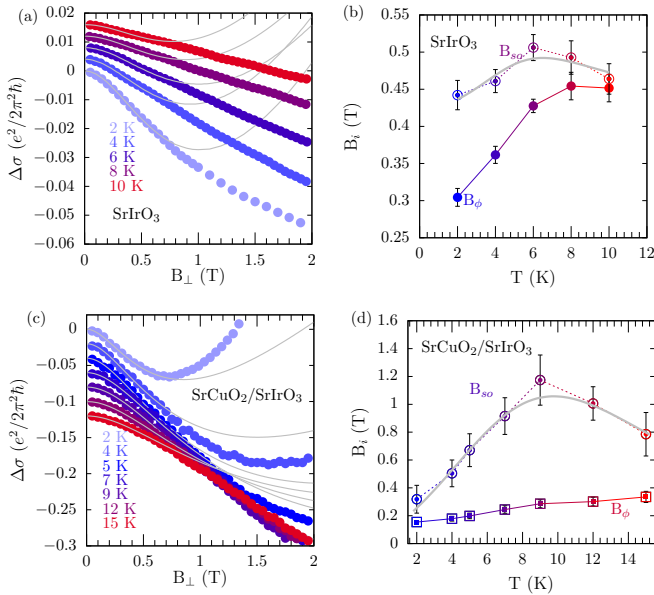 (a)
0.02
0.01
0
−0.01
−0.02
−0.03
−0.04
−0.05
−0.06
Δσ (e²/2π²ħ)
2 K
4 K
6 K
8 K
10 K
SrIrO₃
0 0.5 1 1.5 2
B⊥ (T)
(b)
0.55
0.5
0.45
0.4
0.35
0.3
0.25
Bᵢ (T)
SrIrO₃
Bₛₒ
B_ϕ
0 2 4 6 8 10 12
T (K)
(c)
0
−0.05
−0.1
−0.15
−0.2
−0.25
−0.3
Δσ (e²/2π²ħ)
SrCuO₂/SrIrO₃
2 K
4 K
5 K
7 K
9 K
12 K
15 K
0 0.5 1.0 1.5 2
B⊥ (T)
(d)
1.6
1.4
1.2
1
0.8
0.6
0.4
0.2
0
Bᵢ (T)
SrCuO₂/SrIrO₃
Bₛₒ
B_ϕ
2 4 6 8 10 12 14
T (K)